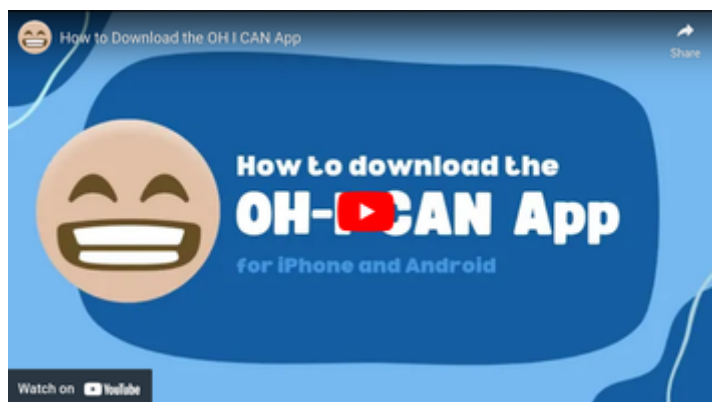 How to Download the OH I CAN App
Share
How to download the
OH-I CAN App
for iPhone and Android
Watch on YouTube